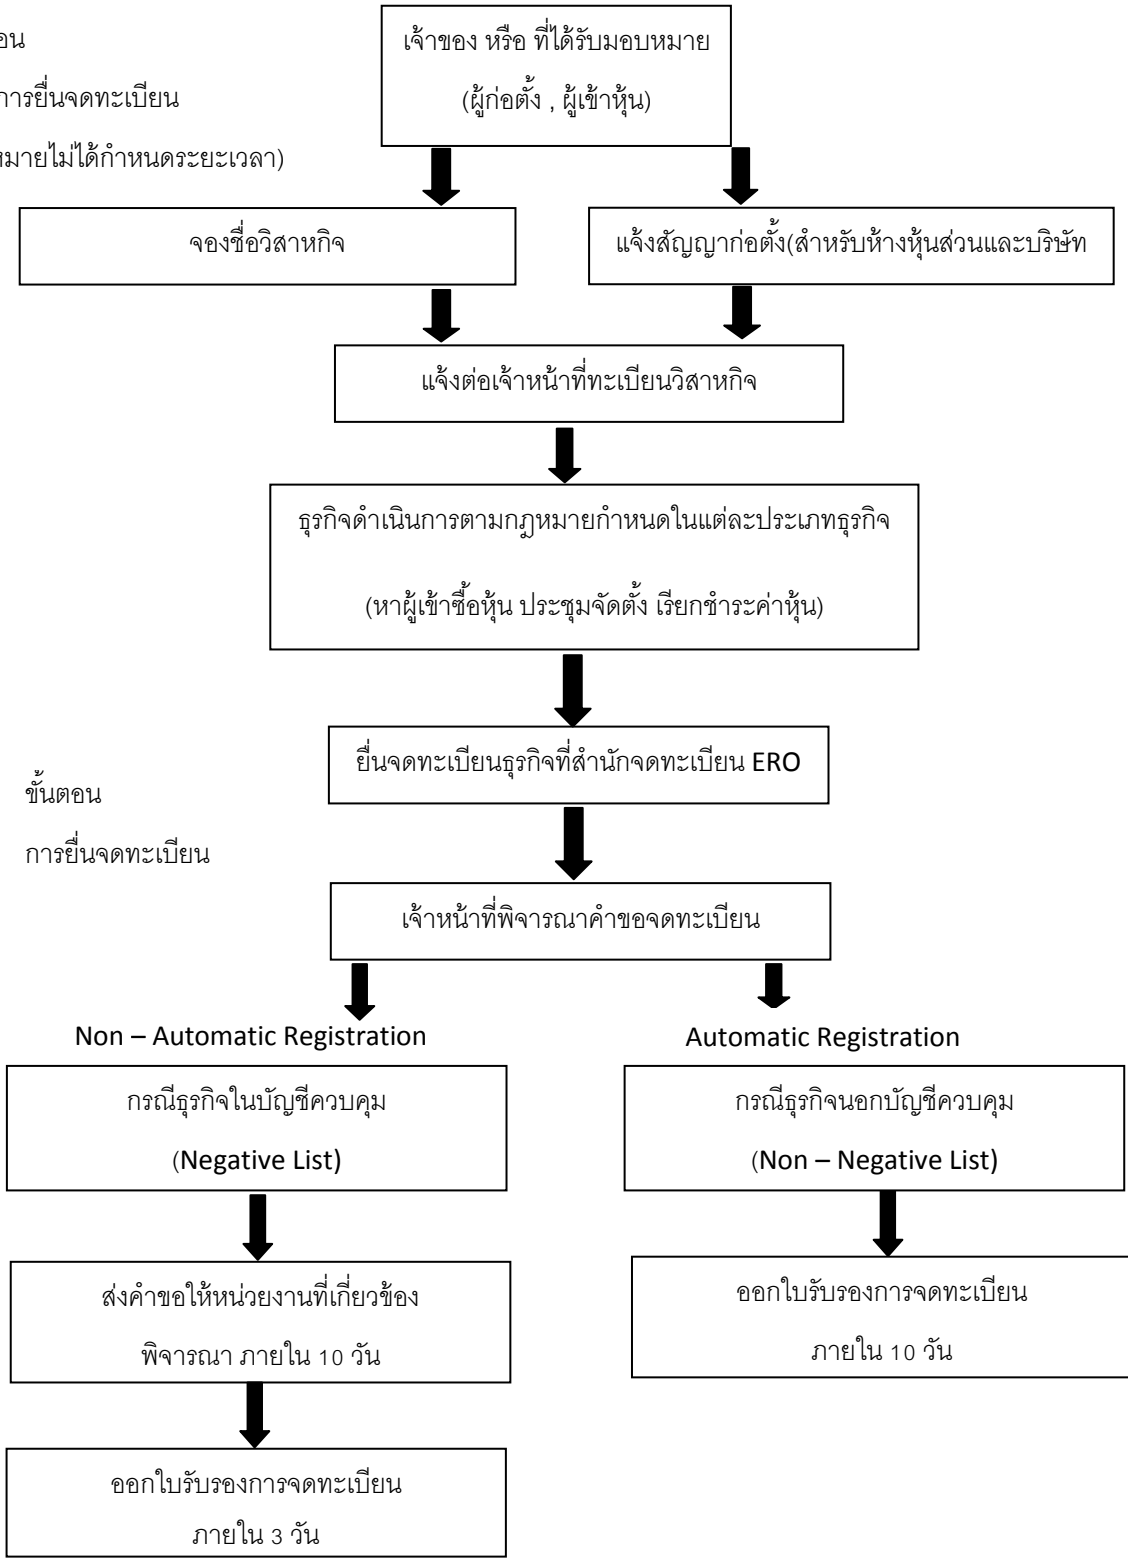 อน
เจ้าของ หรือ ที่ได้รับมอบหมาย
(ผู้ก่อตั้ง , ผู้เข้าหุ้น)
การยื่นจดทะเบียน
หมายไม่ได้กำหนดระยะเวลา)
จองชื่อวิสาหกิจ
แจ้งสัญญาก่อตั้ง(สำหรับห้างหุ้นส่วนและบริษัท
แจ้งต่อเจ้าหน้าที่ทะเบียนวิสาหกิจ
ธุรกิจดำเนินการตามกฎหมายกำหนดในแต่ละประเภทธุรกิจ
(หาผู้เข้าซื้อหุ้น ประชุมจัดตั้ง เรียกชำระค่าหุ้น)
ยื่นจดทะเบียนธุรกิจที่สำนักจดทะเบียน ERO
ขั้นตอน
การยื่นจดทะเบียน
เจ้าหน้าที่พิจารณาคำขอจดทะเบียน
Non – Automatic Registration
กรณีธุรกิจในบัญชีควบคุม
(Negative List)
ส่งคำขอให้หน่วยงานที่เกี่ยวข้อง
พิจารณา ภายใน 10 วัน
ออกใบรับรองการจดทะเบียน
ภายใน 3 วัน
Automatic Registration
กรณีธุรกิจนอกบัญชีควบคุม
(Non – Negative List)
ออกใบรับรองการจดทะเบียน
ภายใน 10 วัน